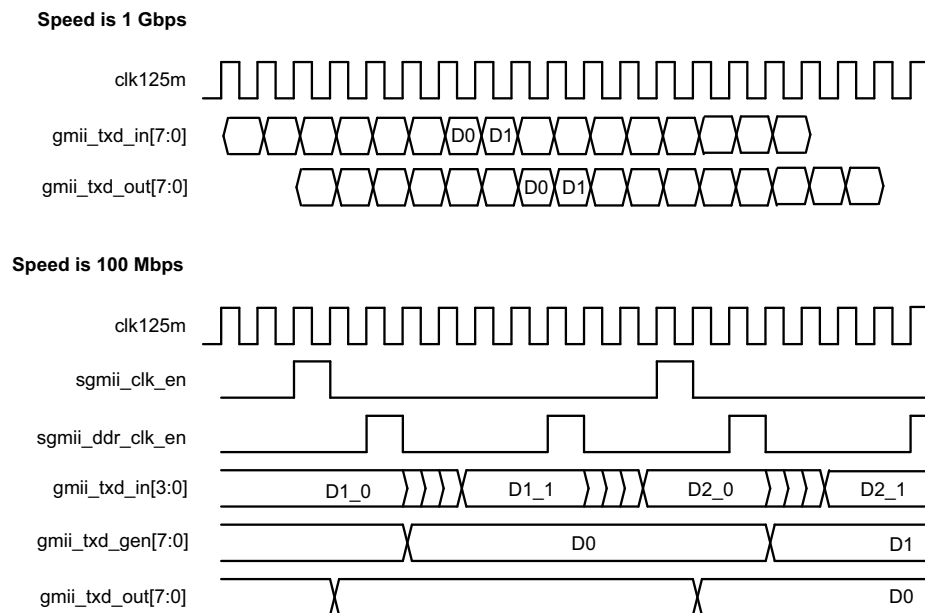 Speed is 1 Gbps
clk125m
gmii_txd_in[7:0] D0 D1
gmii_txd_out[7:0] D0 D1
Speed is 100 Mbps
clk125m
sgmii_clk_en
sgmii_ddr_clk_en
gmii_txd_in[3:0] D1_0 D1_1 D2_0 D2_1
gmii_txd_gen[7:0] D0 D1
gmii_txd_out[7:0] D0